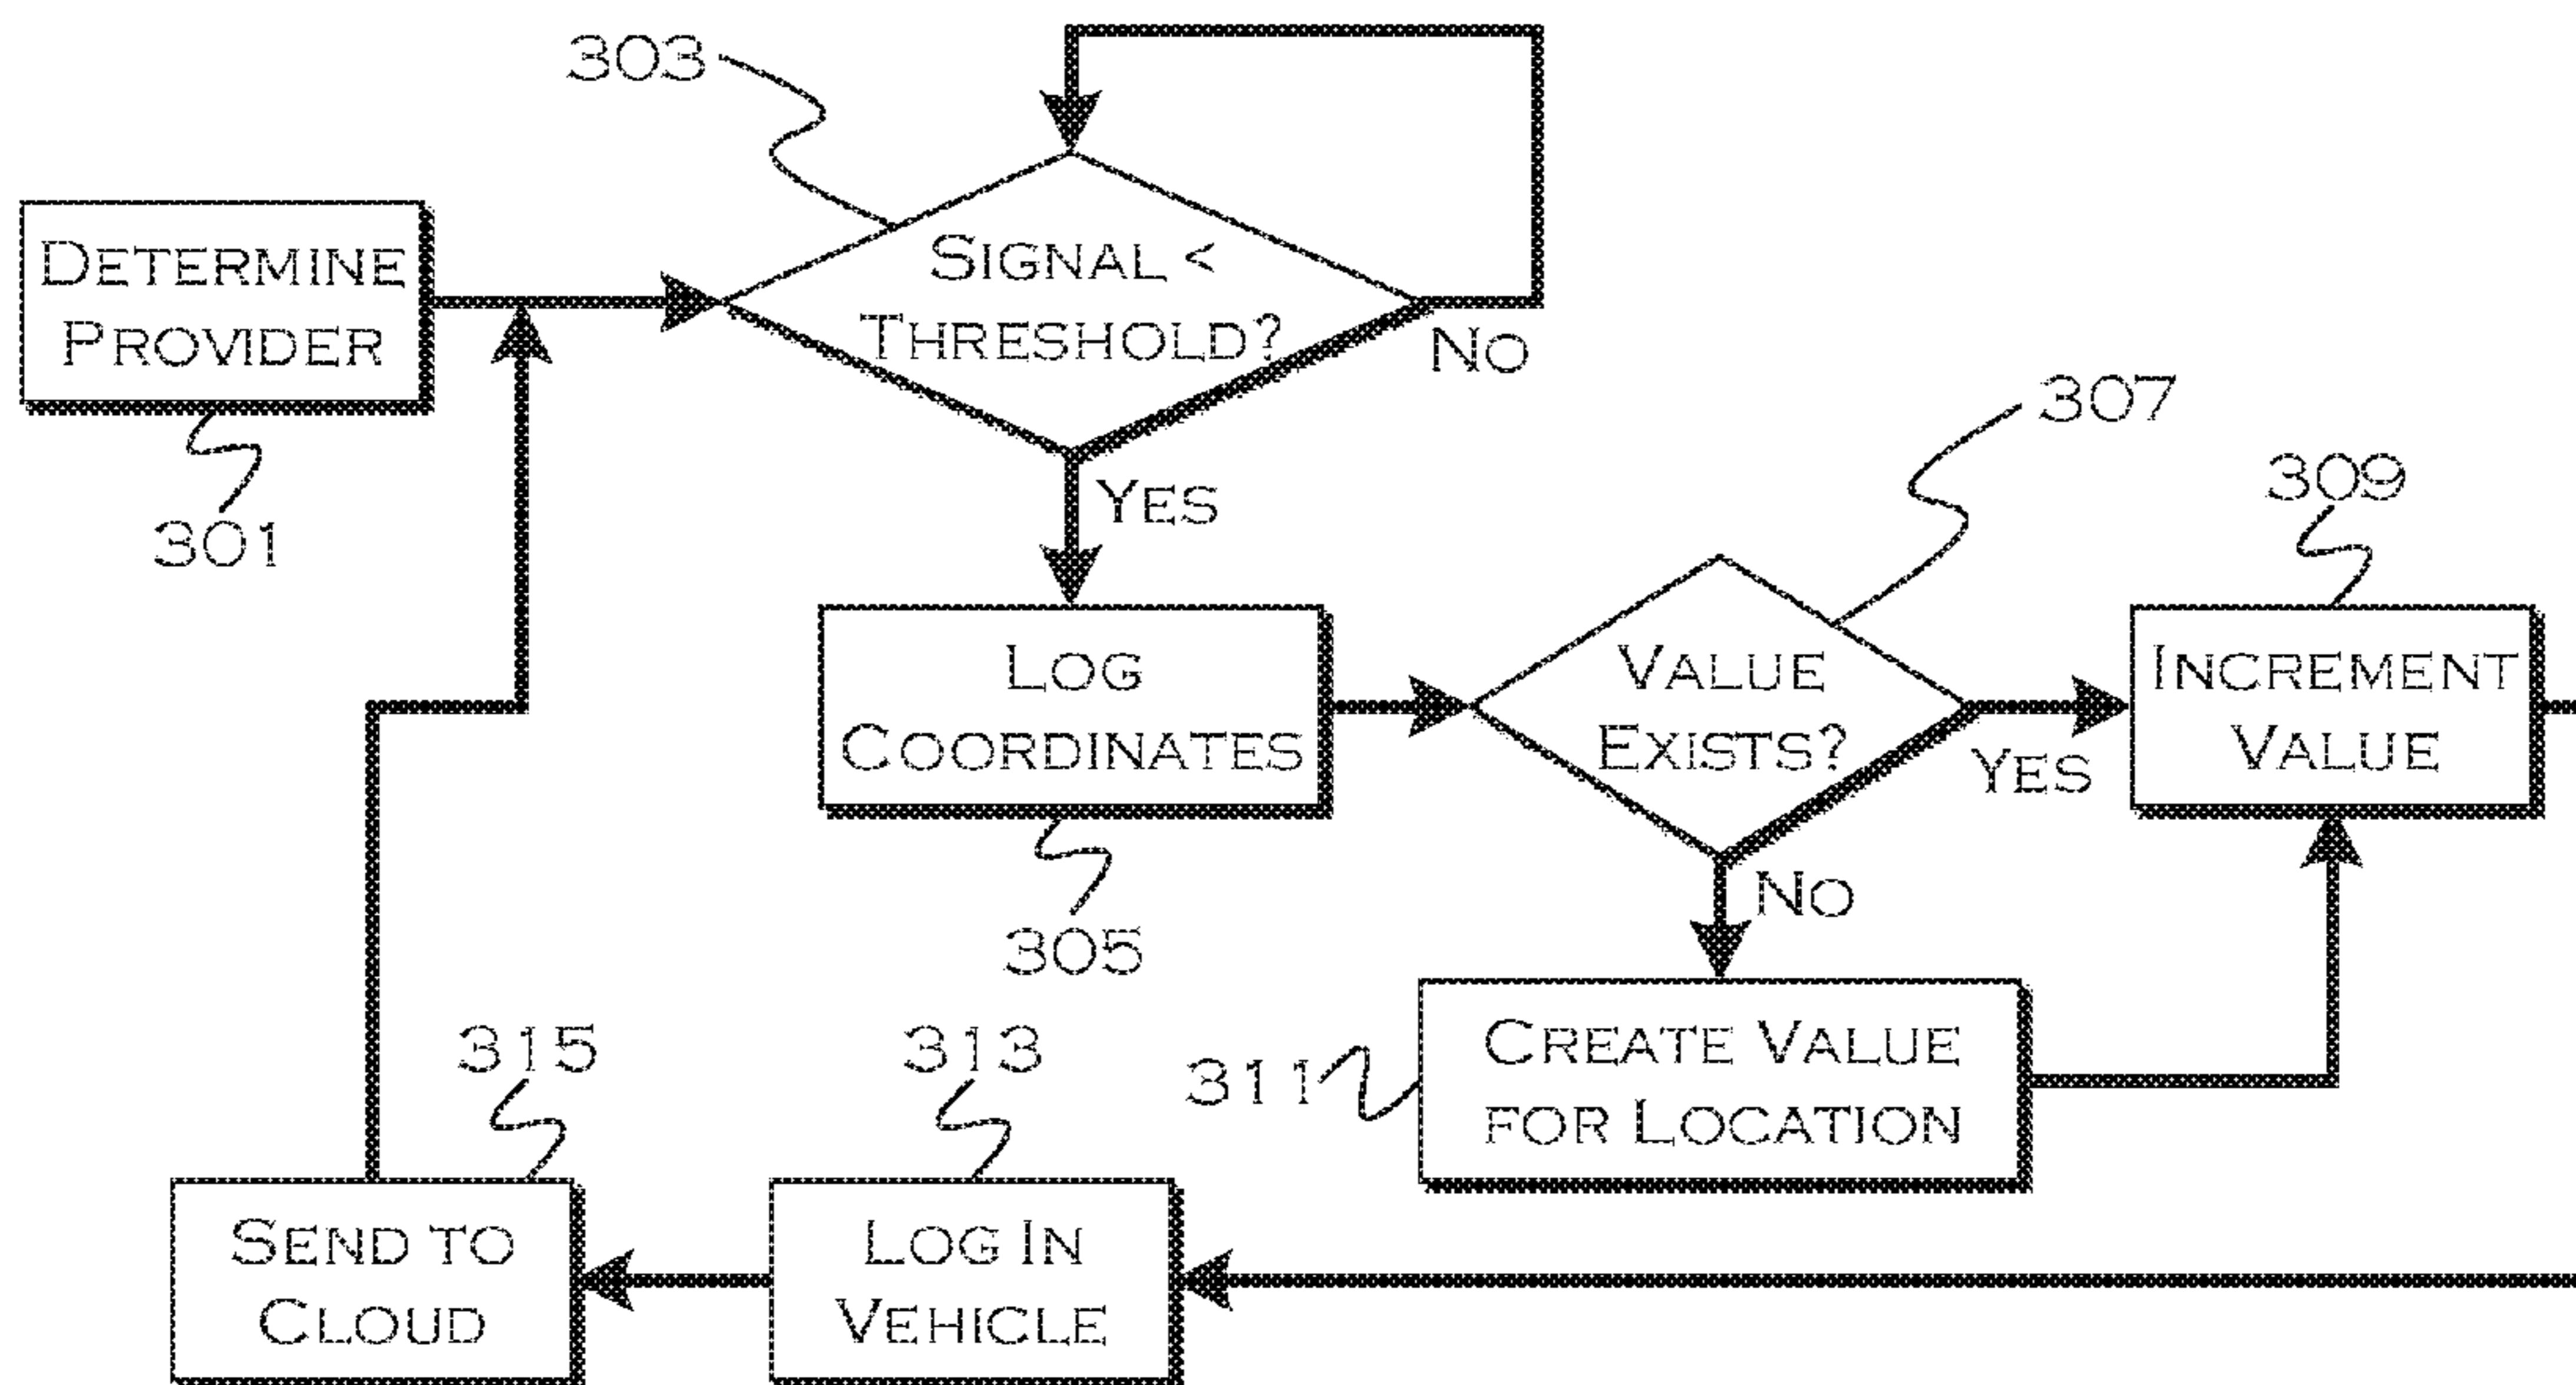 303
DETERMINE
PROVIDER
301
SIGNAL <
THRESHOLD?
NO
YES
307
309
LOG
COORDINATES
305
VALUE
EXISTS?
YES
NO
INCREMENT
VALUE
311
CREATE VALUE
FOR LOCATION
315
313
SEND TO
CLOUD
LOG IN
VEHICLE